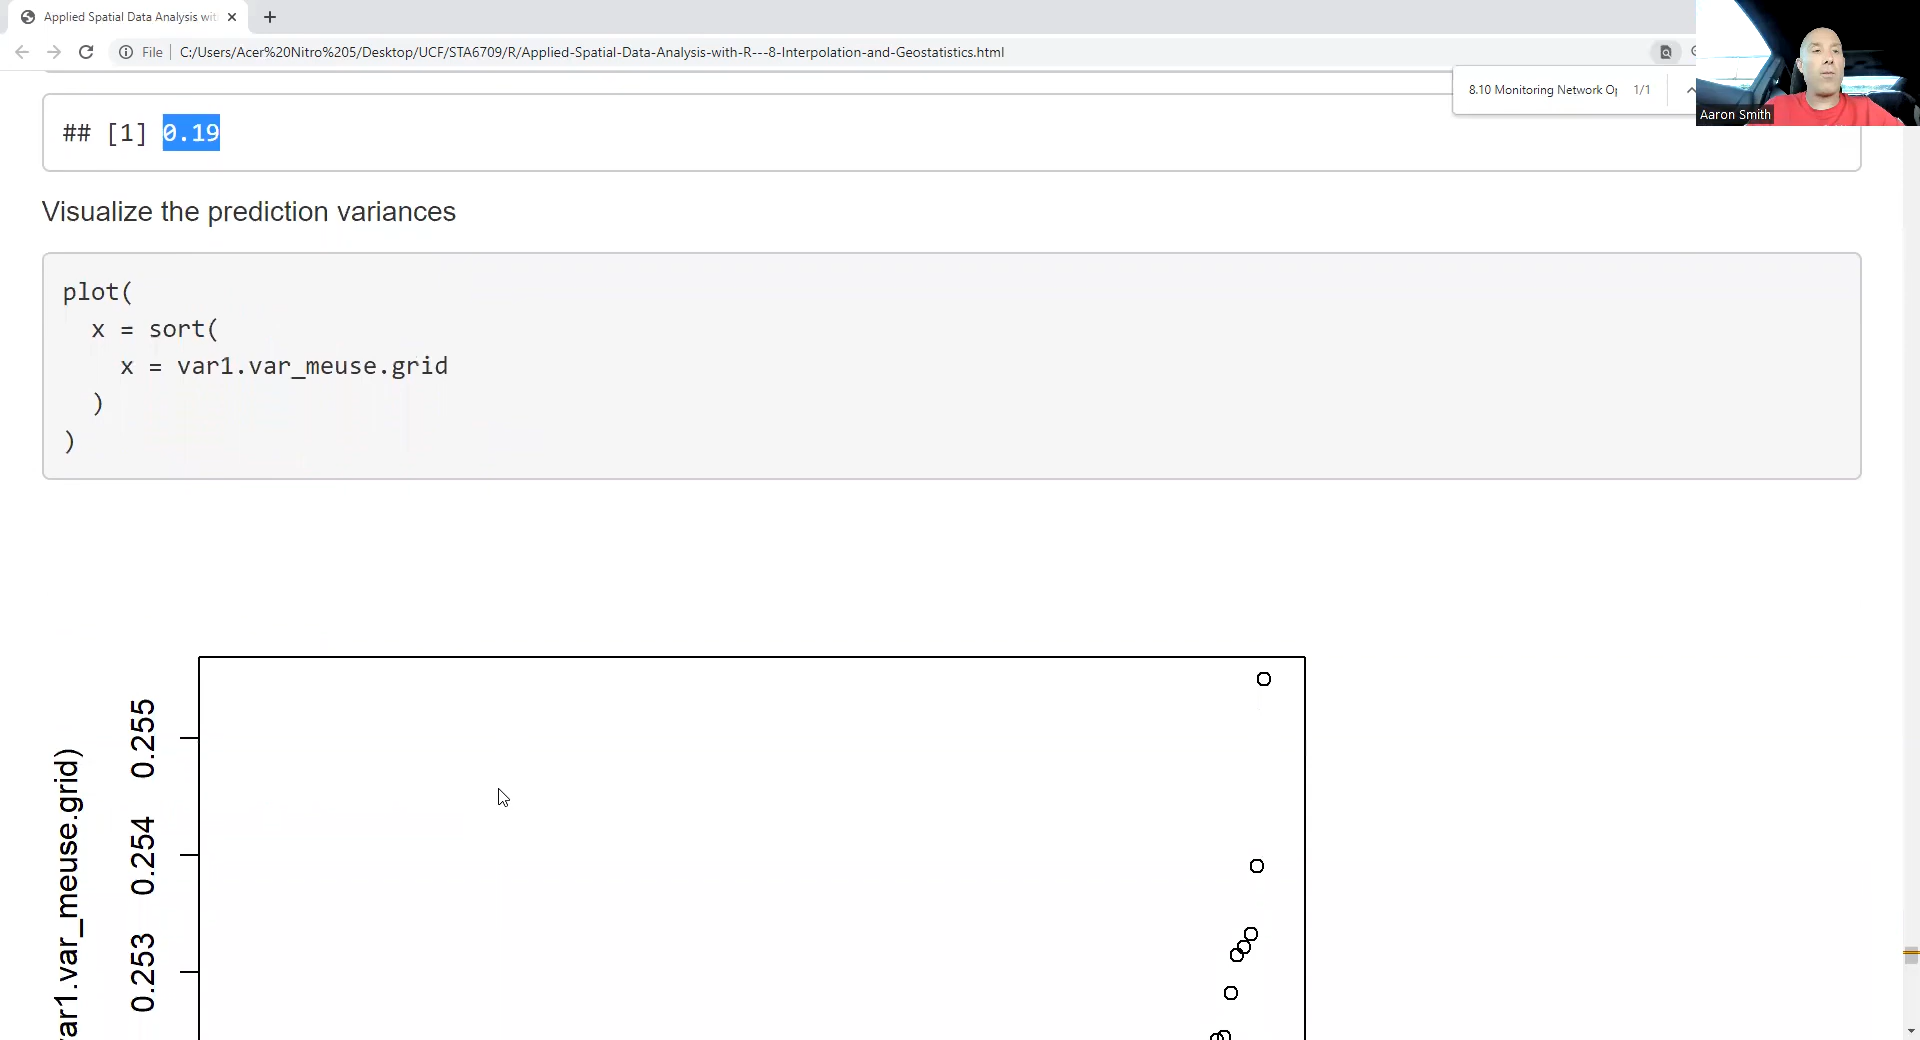 Applied Spatial Data Analysis wit
File
C:/Users/Acer%20Nitro%205/Desktop/UCF/STA6709/R/Applied-Spatial-Data-Analysis-with-R---8-Interpolation-and-Geostatistics.html
8.10 Monitoring Network Op 1/1
Aaron Smith
## [1] 0.19
Visualize the prediction variances
plot(
x = sort(
x = var1.var_meuse.grid
)
)
0.255
0.254
0.253
var1.var_meuse.grid)